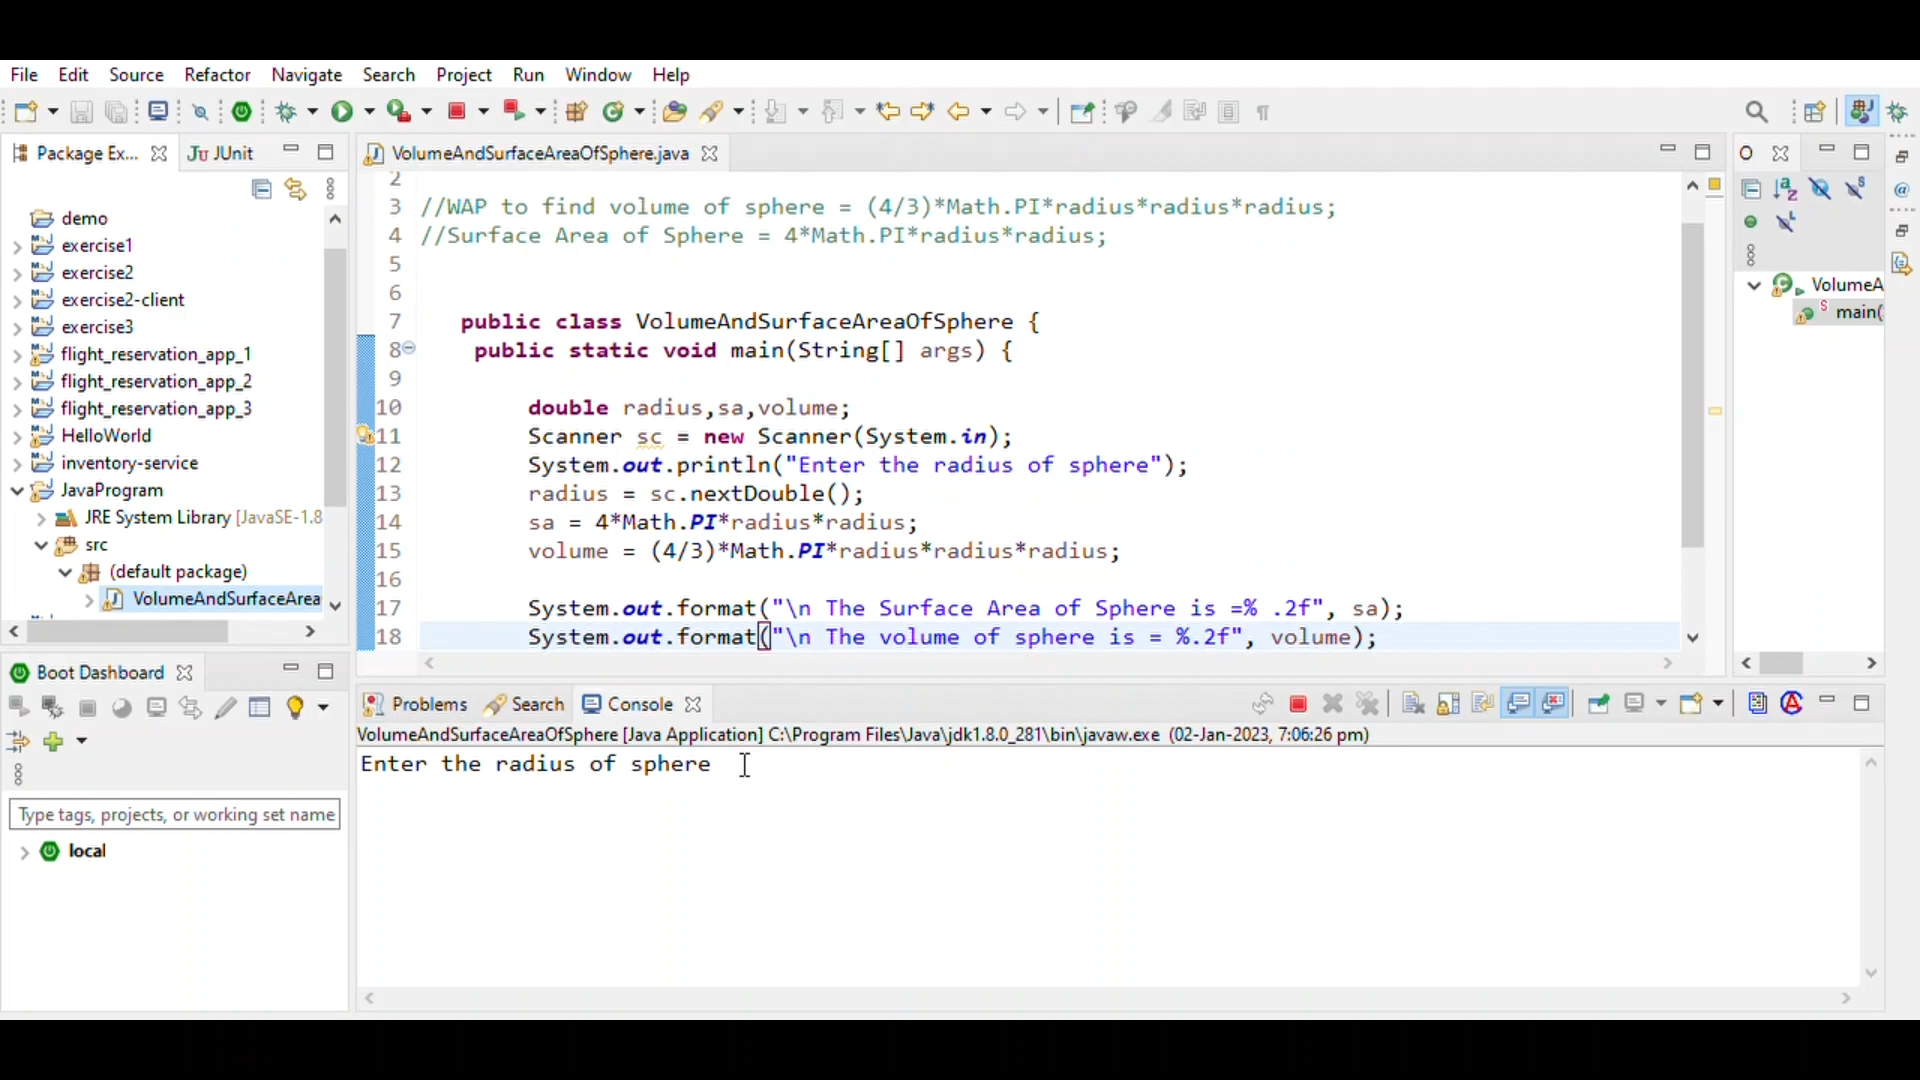 File Edit Source Refactor Navigate Search Project Run Window Help
Package Ex... JUnit
demo
exercise1
exercise2
exercise2-client
exercise3
flight_reservation_app_1
flight_reservation_app_2
flight_reservation_app_3
HelloWorld
inventory-service
JavaProgram
JRE System Library [JavaSE-1.8
src
(default package)
VolumeAndSurfaceArea
VolumeAndSurfaceAreaOfSphere.java
2
3 //WAP to find volume of sphere = (4/3)*Math.PI*radius*radius*radius;
4 //Surface Area of Sphere = 4*Math.PI*radius*radius;
5
6
7 public class VolumeAndSurfaceAreaOfSphere {
8 public static void main(String[] args) {
9
10 double radius,sa,volume;
11 Scanner sc = new Scanner(System.in);
12 System.out.println("Enter the radius of sphere");
13 radius = sc.nextDouble();
14 sa = 4*Math.PI*radius*radius;
15 volume = (4/3)*Math.PI*radius*radius*radius;
16
17 System.out.format("\n The Surface Area of Sphere is =% .2f", sa);
18 System.out.format("\n The volume of sphere is = %.2f", volume);
O
VolumeA
main(
Boot Dashboard
Type tags, projects, or working set name
local
Problems Search Console
VolumeAndSurfaceAreaOfSphere [Java Application] C:\Program Files\Java\jdk1.8.0_281\bin\javaw.exe (02-Jan-2023, 7:06:26 pm)
Enter the radius of sphere